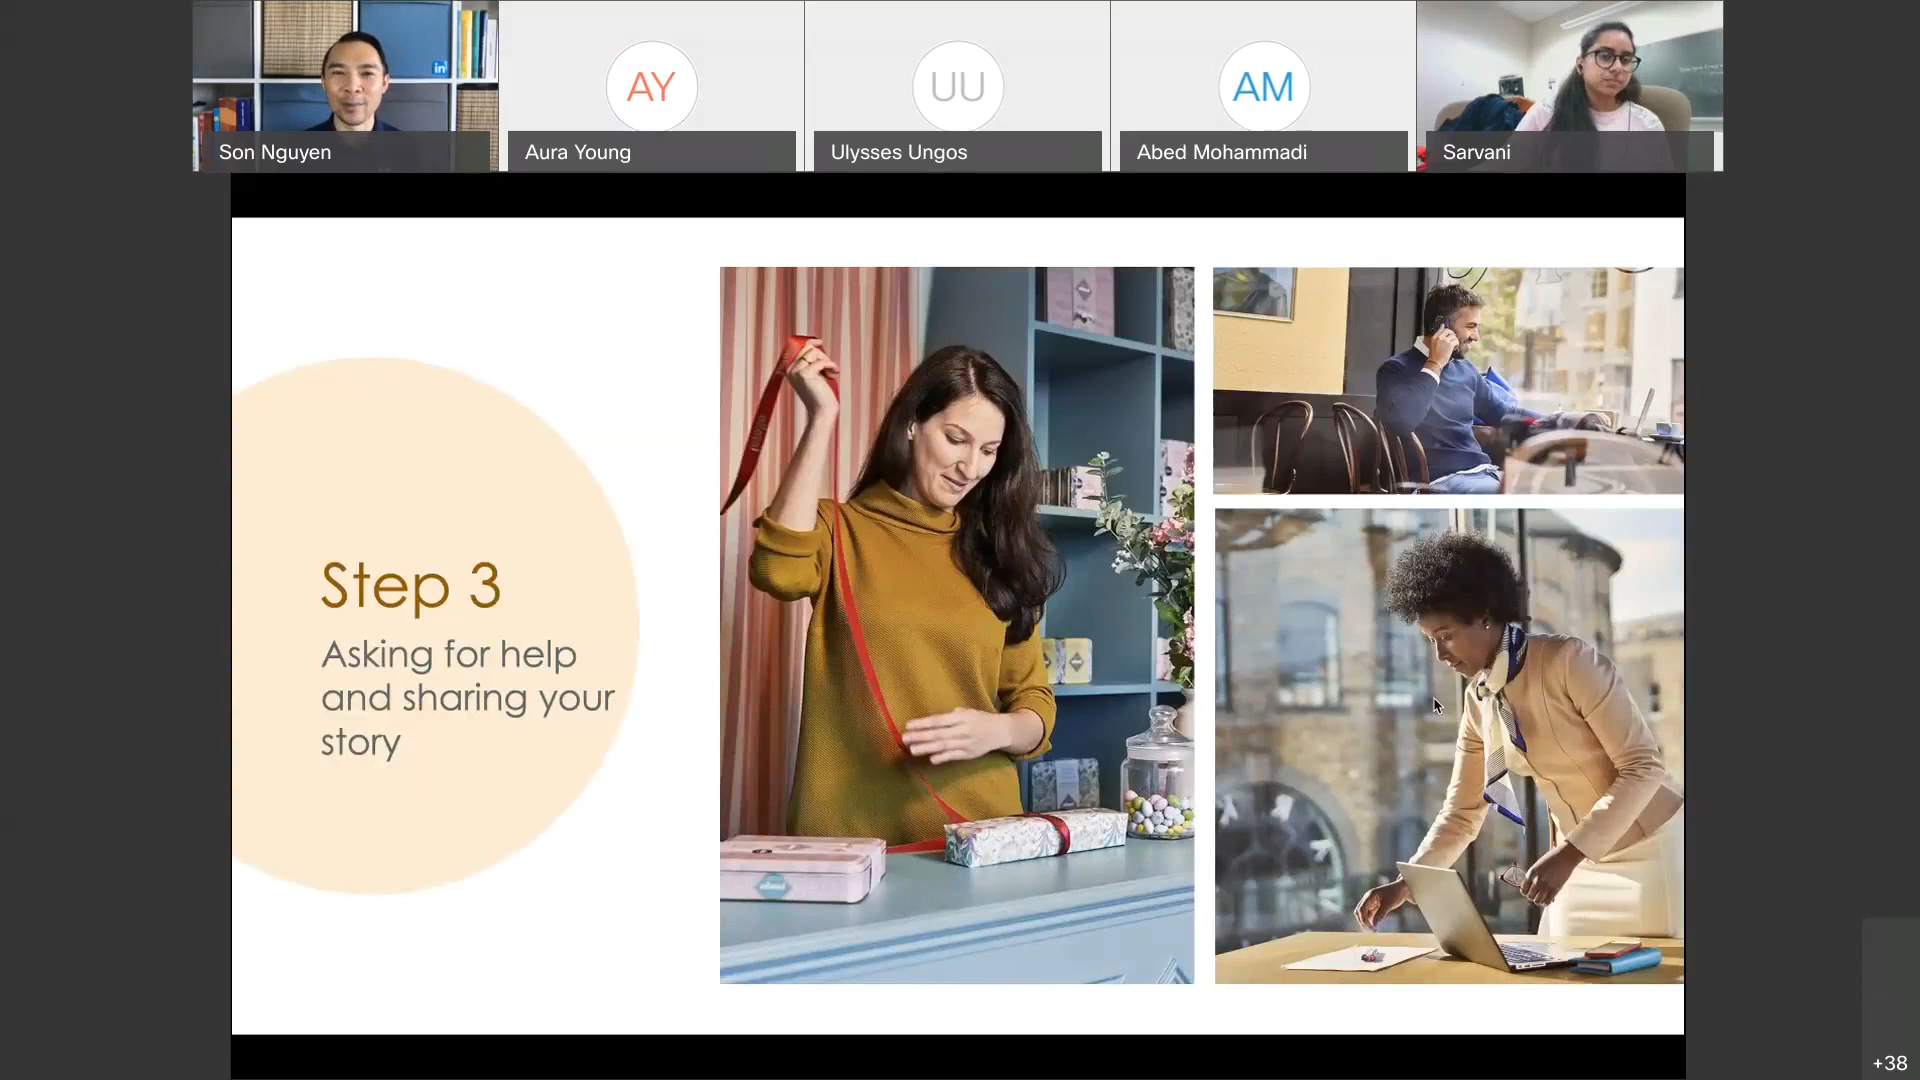 in
AY
UU
AM
Son Nguyen
Aura Young
Ulysses Ungos
Abed Mohammadi
Sarvani
Step 3
Asking for help
and sharing your
story
+38